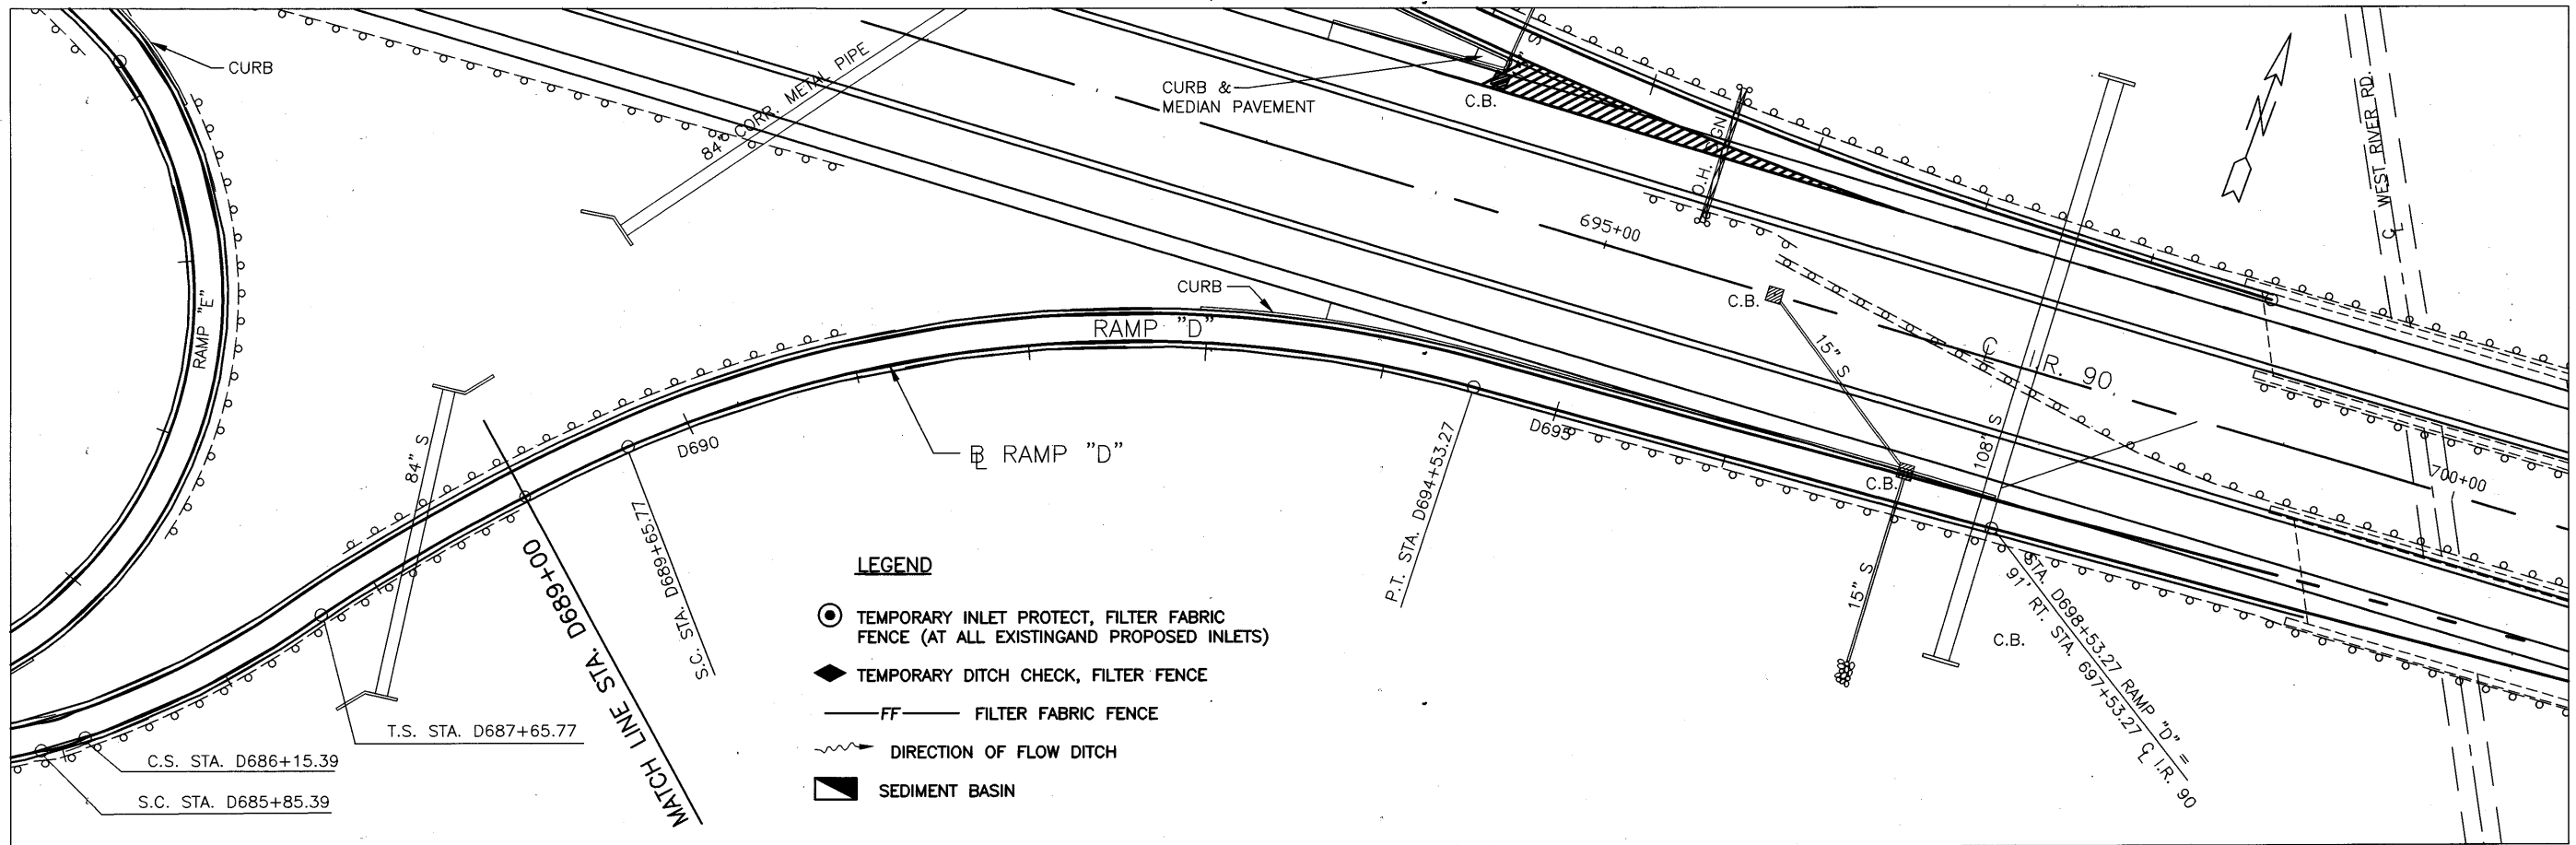 CURB
RAMP "E"
84" CORR. METAL PIPE
CURB &
MEDIAN PAVEMENT
S
C.B.
O.H.
WEST RIVER RD.
℄
N
695+00
CURB
RAMP "D"
C.B.
15" S
℄ I.R. 90
108" S
700+00
84" S
D690
B͟L RAMP "D"
D695
C.B.
S.C. STA. D689+65.77
P.T. STA. D694+53.27
15" S
C.B.
STA. D698+53.27 RAMP "D" =
91' RT. STA. 697+53.27 ℄ I.R. 90
MATCH LINE STA. D689+00
T.S. STA. D687+65.77
C.S. STA. D686+15.39
S.C. STA. D685+85.39
LEGEND
TEMPORARY INLET PROTECT, FILTER FABRIC
FENCE (AT ALL EXISTINGAND PROPOSED INLETS)
TEMPORARY DITCH CHECK, FILTER FENCE
FF FILTER FABRIC FENCE
DIRECTION OF FLOW DITCH
SEDIMENT BASIN